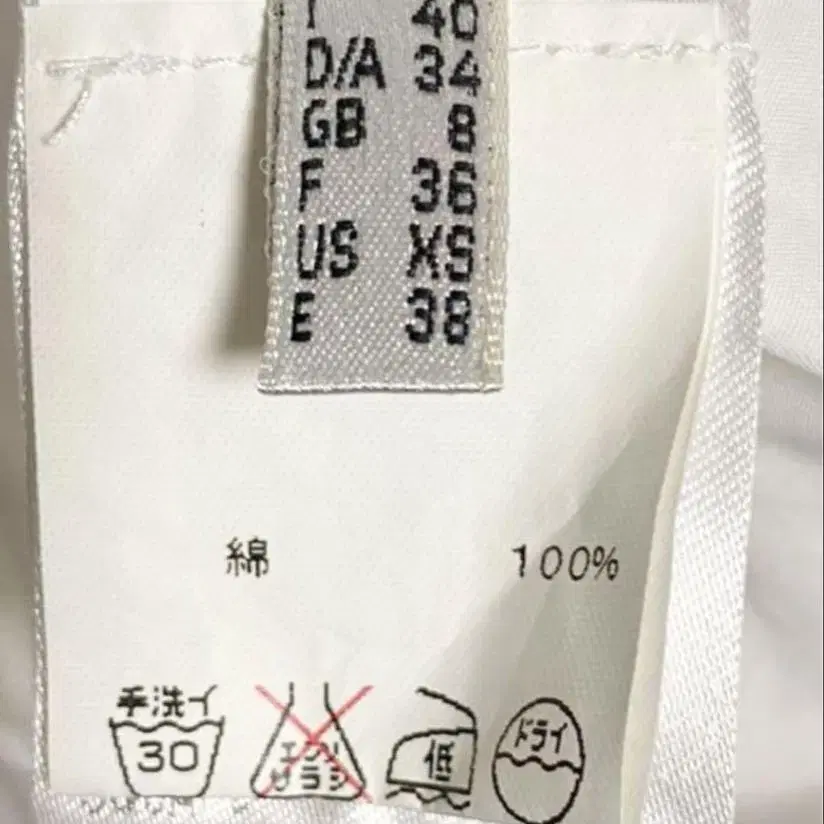 I 40
D/A 34
GB 8
F 36
US XS
E 38
綿 100%
手洗イ
30
エンソ
サラシ
低
ドライ